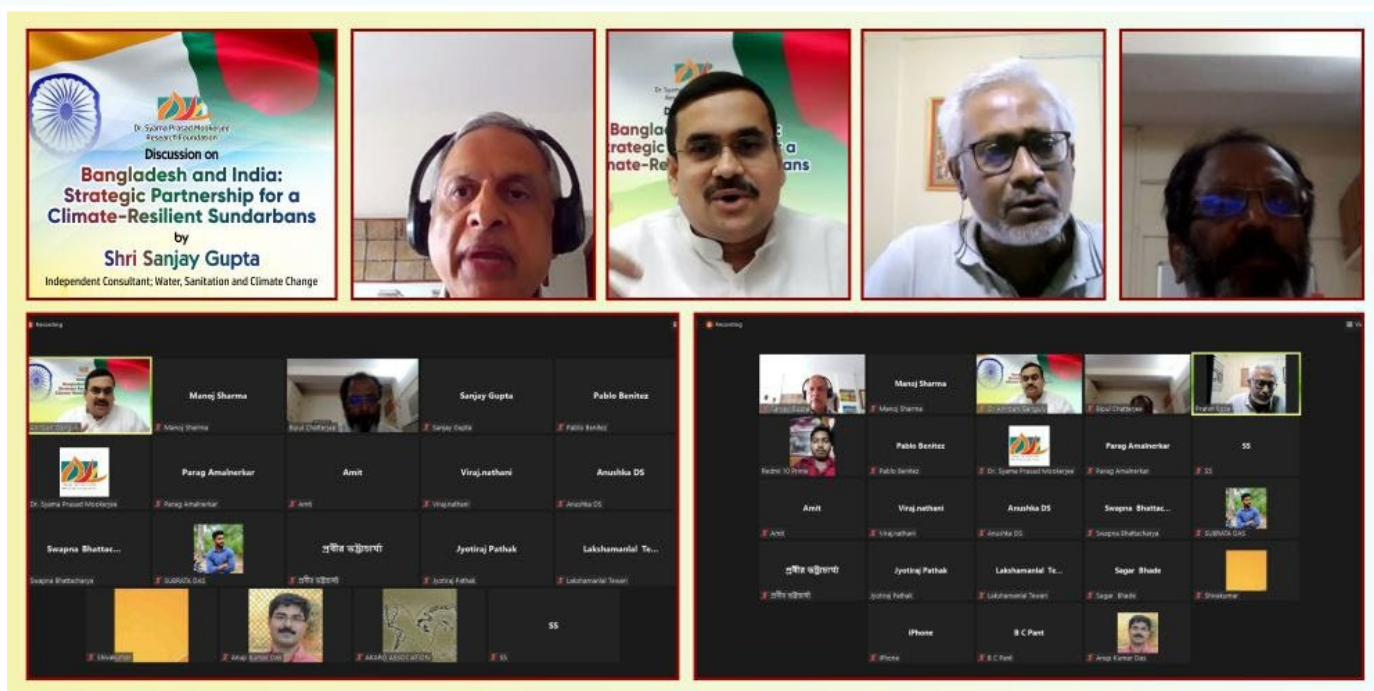 Dr. Syama Prasad Mookerjee
Research Foundation
Discussion on
Bangladesh and India:
Strategic Partnership for a
Climate-Resilient Sundarbans
by
Shri Sanjay Gupta
Independent Consultant; Water, Sanitation and Climate Change
Recording
Manoj Sharma
Sanjay Gupta
Pablo Benitez
Manoj Sharma
Bipul Chatterjee
Sanjay Gupta
Pablo Benitez
Parag Amalnerkar
Amit
Viraj.nathani
Anushka DS
Dr. Syama Prasad Mookerjee
Parag Amalnerkar
Amit
Viraj.nathani
Anushka DS
Swapna Bhattac...
প্রবীর ভট্টাচার্য্য
Jyotiraj Pathak
Lakshamanlal Te...
Swapna Bhattacharya
SUBRATA DAS
প্রবীর ভট্টাচার্য্য
Jyotiraj Pathak
Lakshamanlal Tewari
SS
Shivakumar
Anup Kumar Das
SS
Recording
Manoj Sharma
Manoj Sharma
Dr Anirban Ganguly
Bipul Chatterjee
Pablo Benitez
Parag Amalnerkar
SS
Redmi 10 Prime
Pablo Benitez
Dr. Syama Prasad Mookerjee
Parag Amalnerkar
SS
Amit
Viraj.nathani
Anushka DS
Swapna Bhattac...
Amit
Viraj.nathani
Anushka DS
Swapna Bhattacharya
SUBRATA DAS
প্রবীর ভট্টাচার্য্য
Jyotiraj Pathak
Lakshamanlal Te...
Sagar Bhade
প্রবীর ভট্টাচার্য্য
Jyotiraj Pathak
Lakshamanlal Tewari
Sagar Bhade
Shivakumar
iPhone
B C Pant
iPhone
B C Pant
Anup Kumar Das